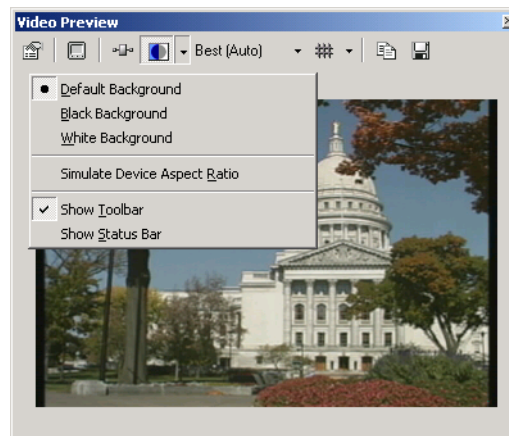 Video Preview
Best (Auto)
Default Background
Black Background
White Background
Simulate Device Aspect Ratio
Show Toolbar
Show Status Bar